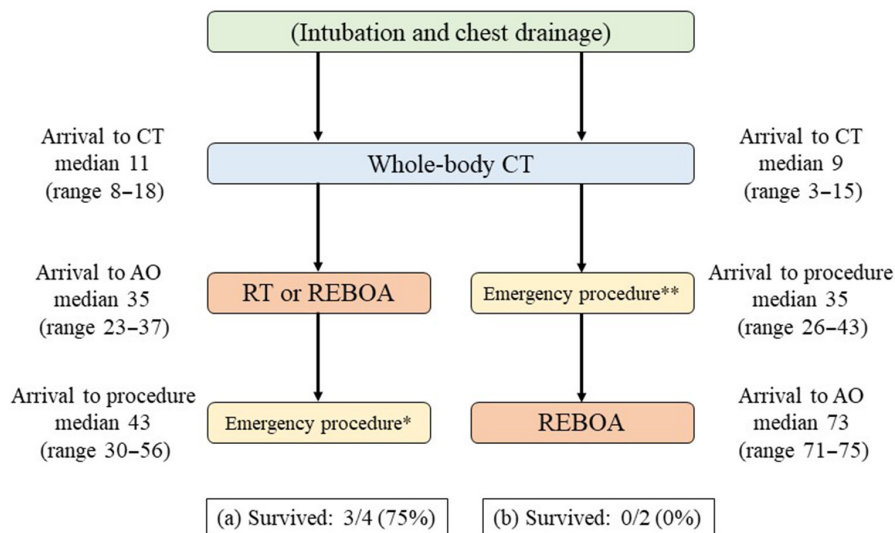 (Intubation and chest drainage)
Arrival to CT
median 11
(range 8–18)
Whole-body CT
Arrival to CT
median 9
(range 3–15)
Arrival to AO
median 35
(range 23–37)
RT or REBOA
Emergency procedure**
Arrival to procedure
median 35
(range 26–43)
Arrival to procedure
median 43
(range 30–56)
Emergency procedure*
REBOA
Arrival to AO
median 73
(range 71–75)
(a) Survived: 3/4 (75%)
(b) Survived: 0/2 (0%)